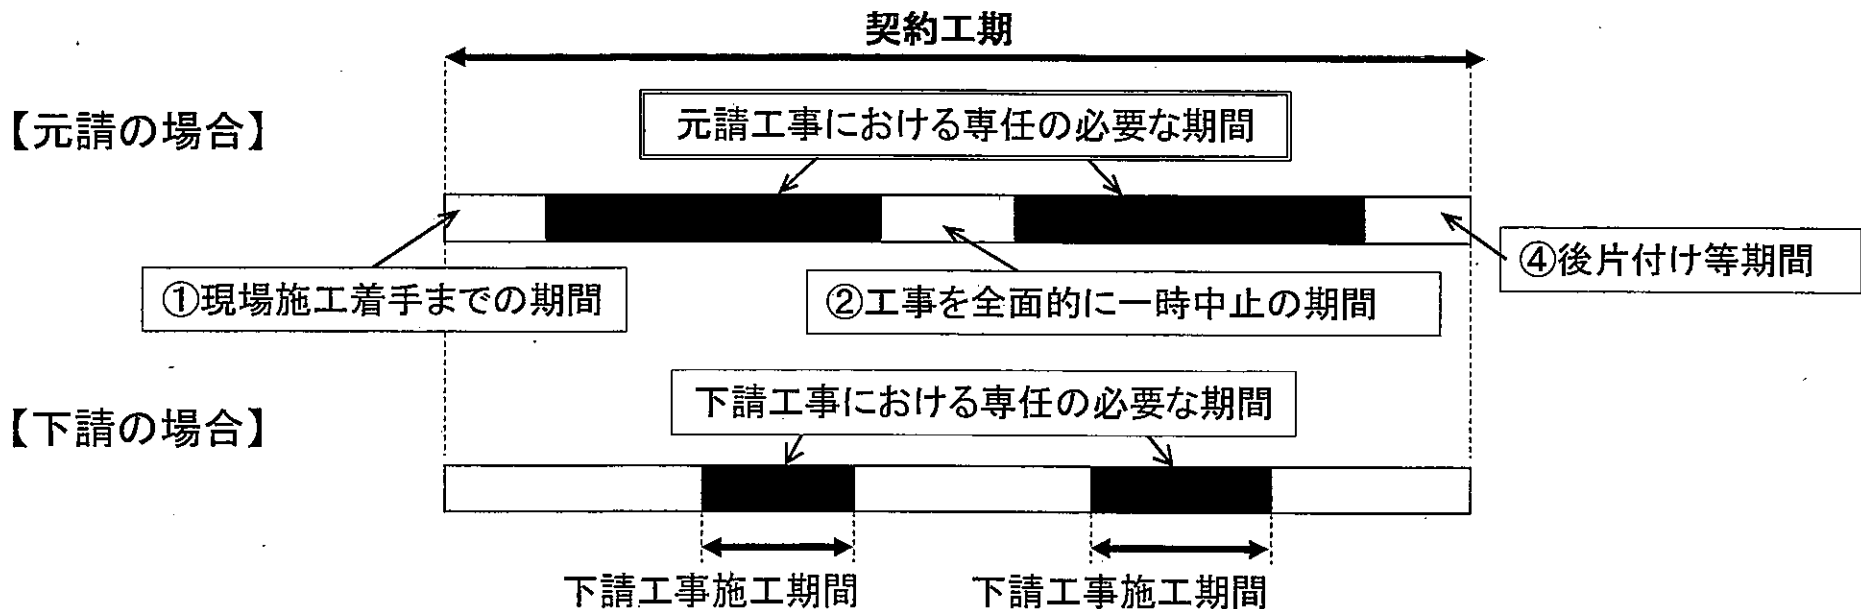 契約工期
【元請の場合】
元請工事における専任の必要な期間
①現場施工着手までの期間
②工事を全面的に一時中止の期間
④後片付け等期間
【下請の場合】
下請工事における専任の必要な期間
下請工事施工期間
下請工事施工期間